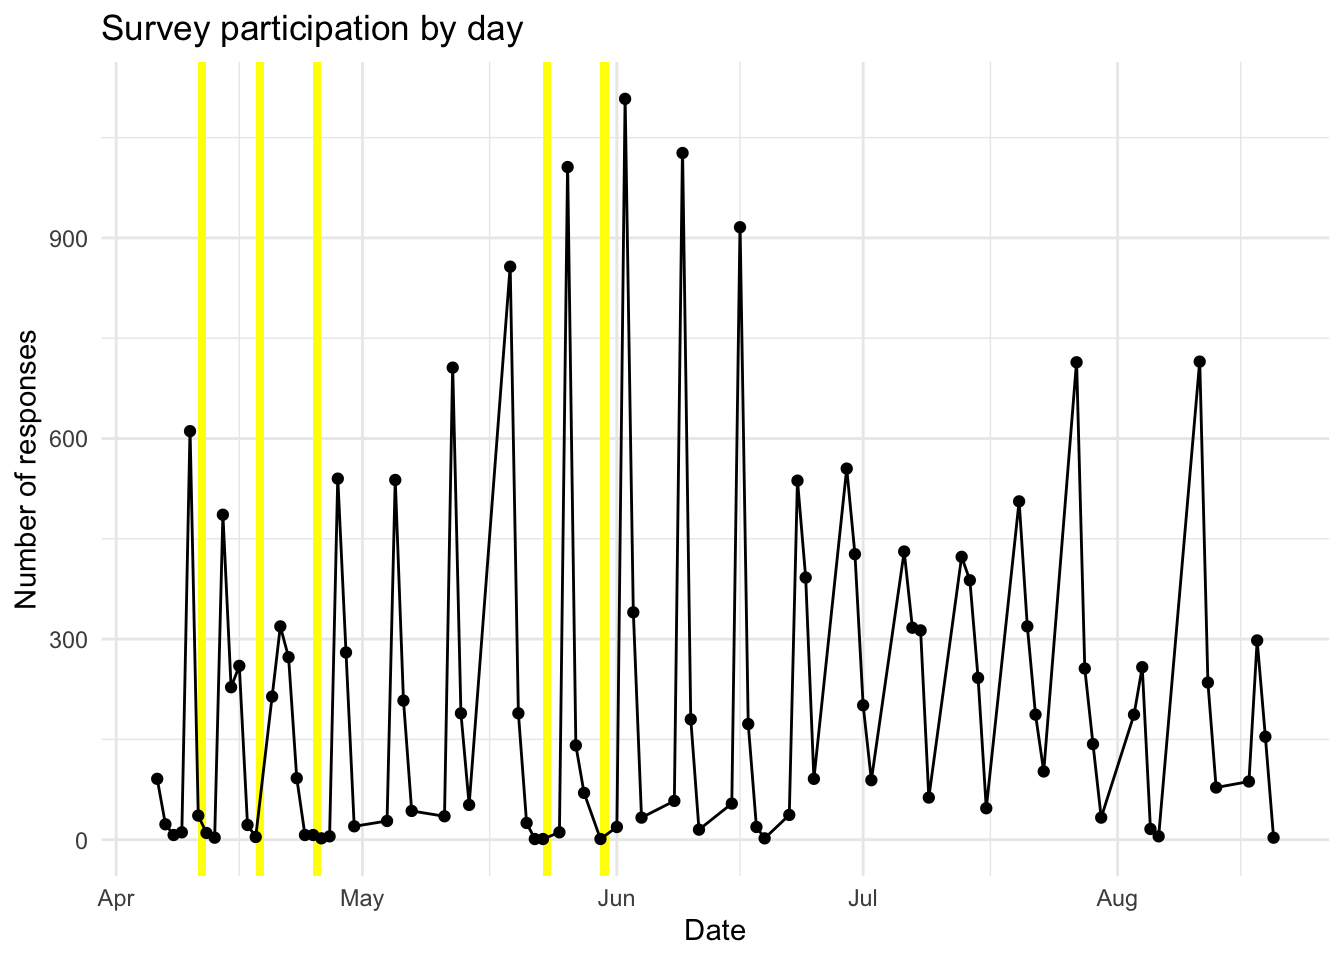 Survey participation by day
Number of responses
900
600
300
0
Apr May Jun Jul Aug
Date